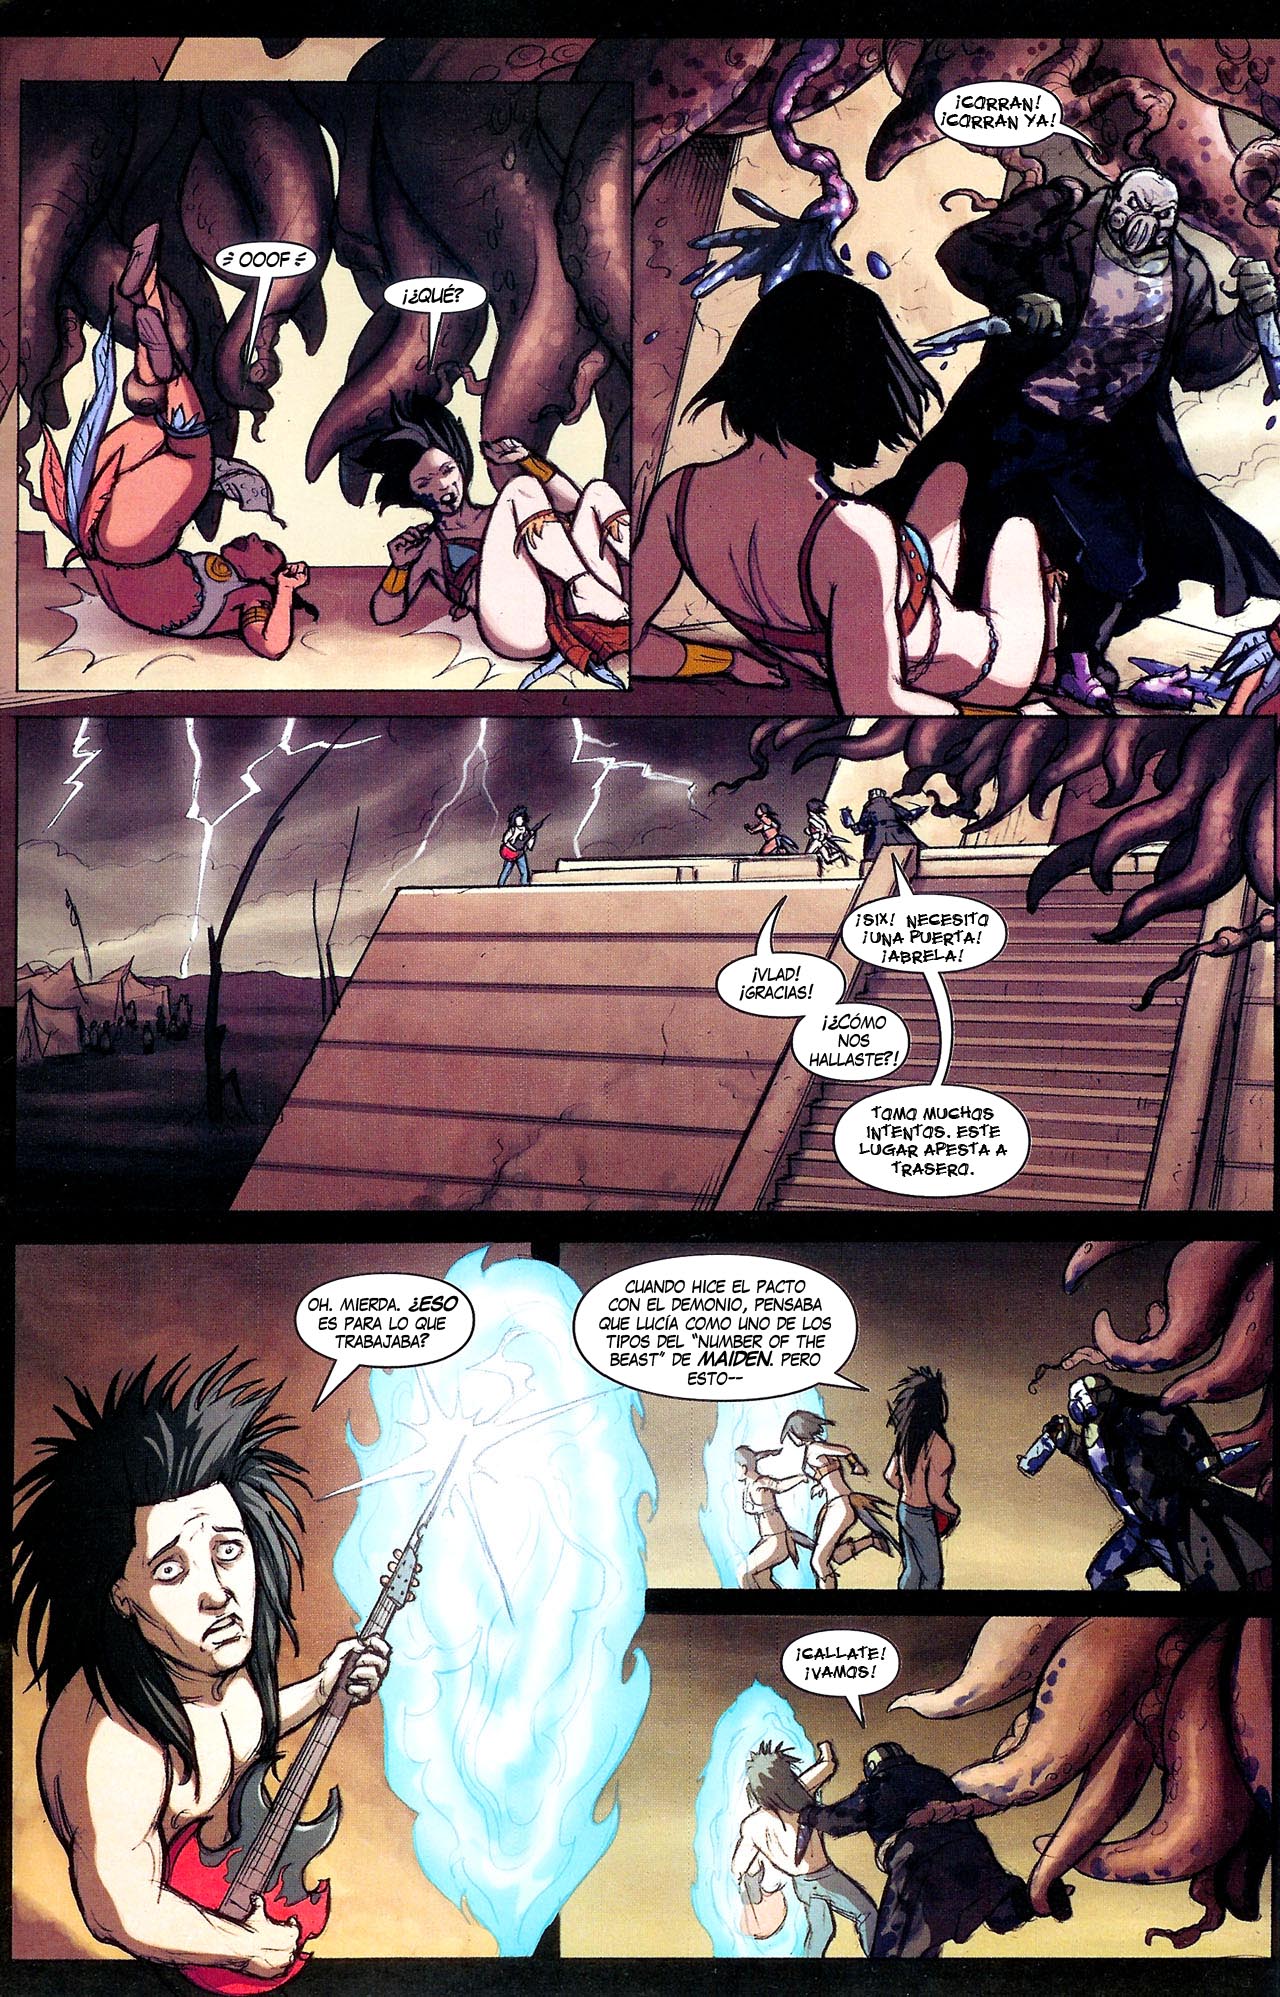 OOOF
¡¿QUÉ?
¡CORRAN!
¡CORRAN YA!
¡VLAD!
¡GRACIAS!
¡SIX! NECESITO
¡UNA PUERTA!
¡ABRELA!
¡¿CÓMO
NOS
HALLASTE?!
TOMO MUCHOS
INTENTOS. ESTE
LUGAR APESTA A
TRASERO.
OH. MIERDA. ¿ESO
ES PARA LO QUE
TRABAJABA?
CUANDO HICE EL PACTO
CON EL DEMONIO, PENSABA
QUE LUCÍA COMO UNO DE LOS
TIPOS DEL "NUMBER OF THE
BEAST" DE MAIDEN. PERO
ESTO--
¡CALLATE!
¡VAMOS!